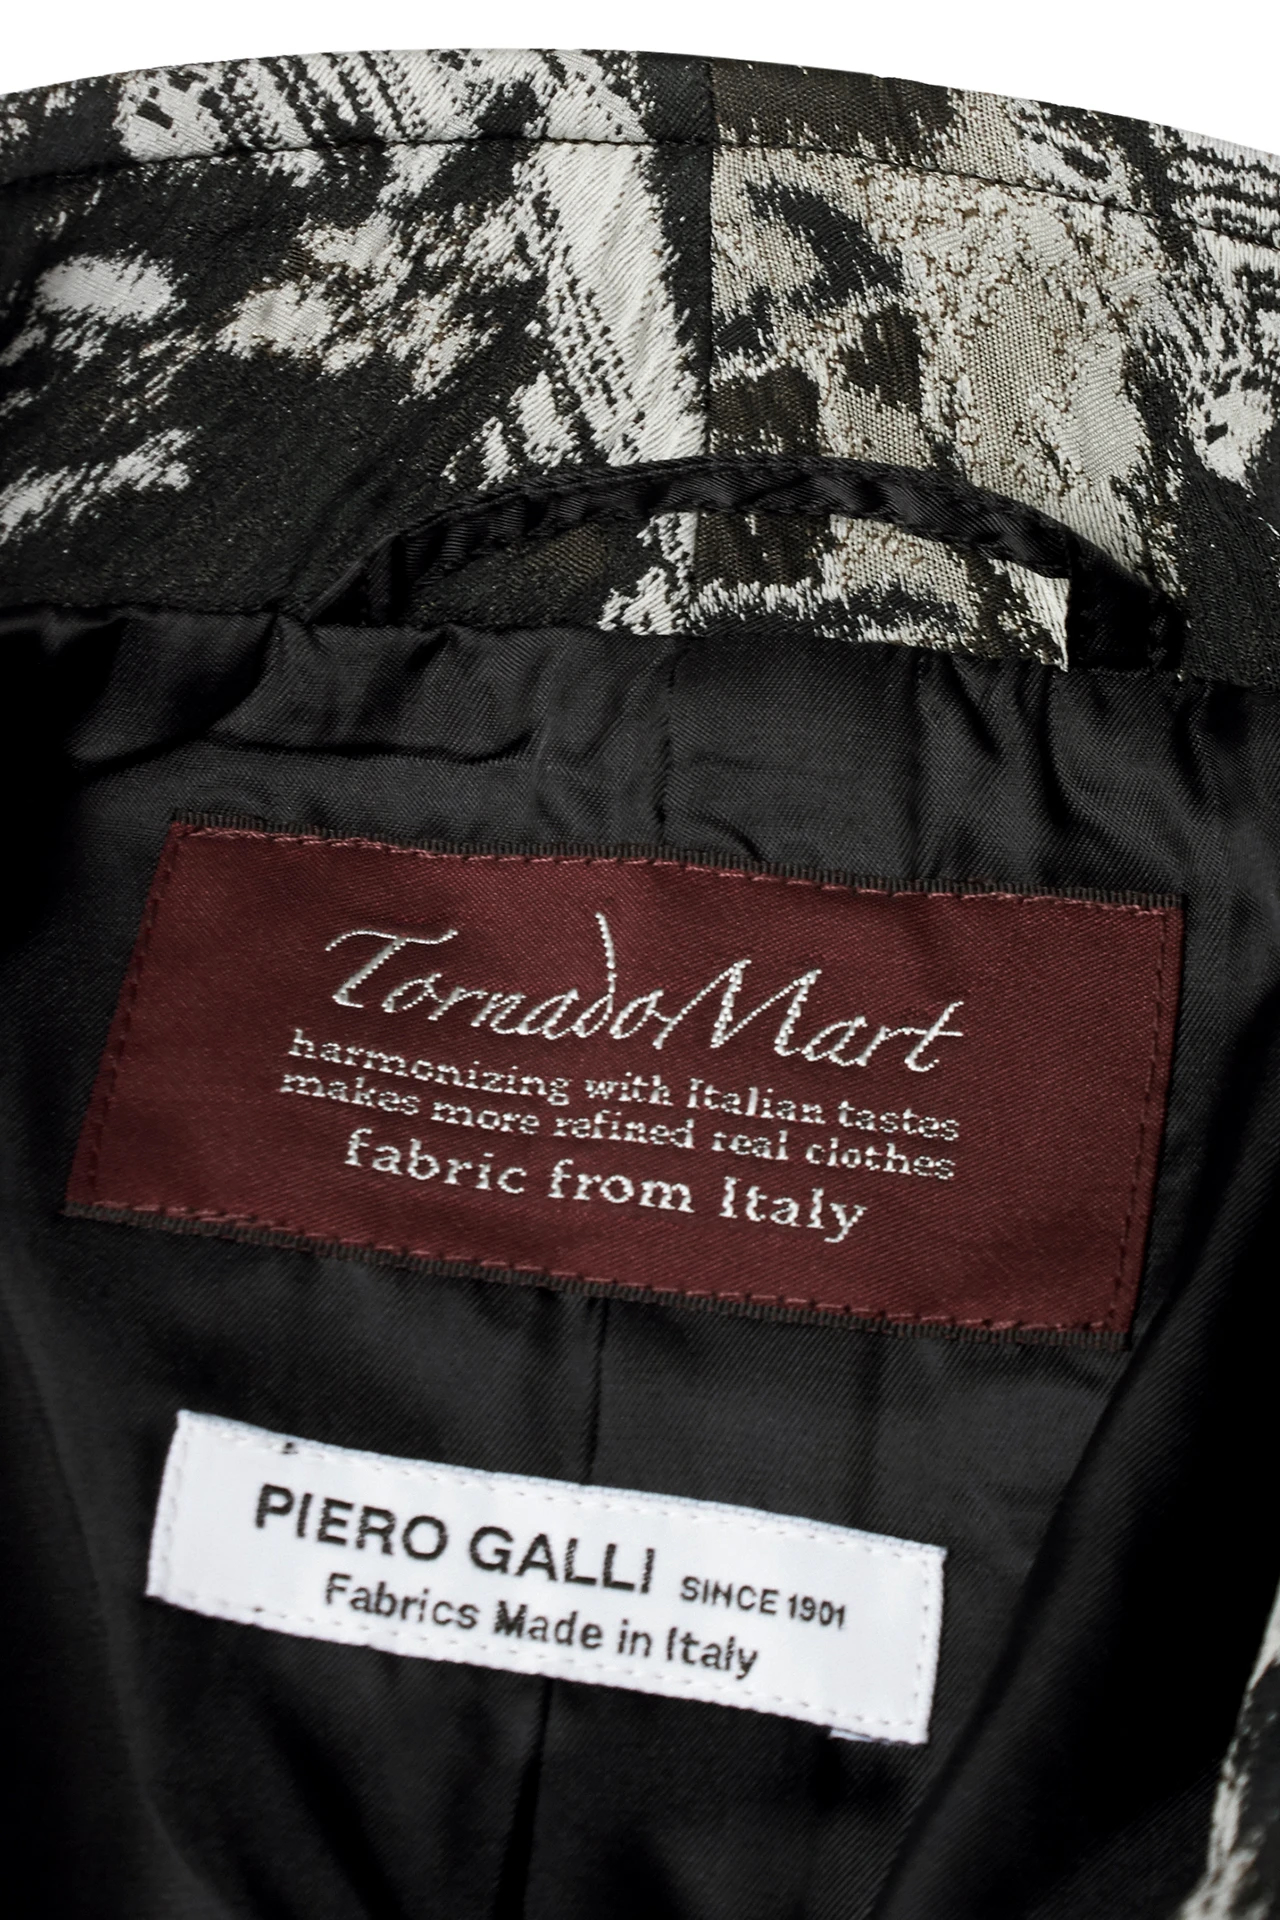 TornadoMart
harmonizing with Italian tastes
makes more refined real clothes
fabric from Italy
PIERO GALLI SINCE 1901
Fabrics Made in Italy